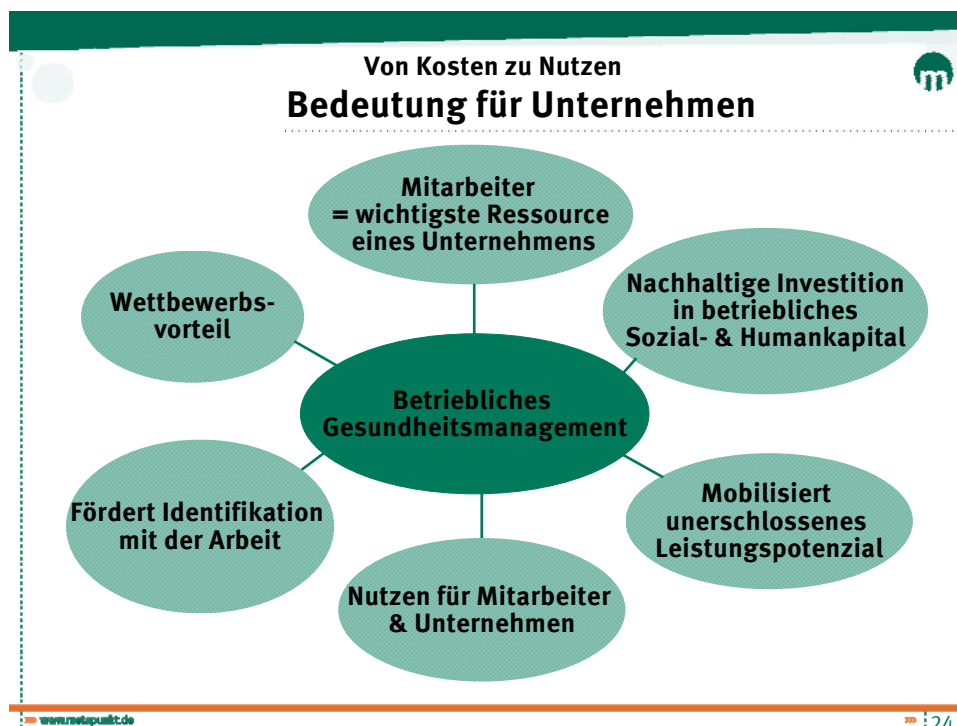 Von Kosten zu Nutzen
Bedeutung für Unternehmen
m
Mitarbeiter
= wichtigste Ressource
eines Unternehmens
Wettbewerbs-
vorteil
Nachhaltige Investition
in betriebliches
Sozial- & Humankapital
Betriebliches
Gesundheitsmanagement
Fördert Identifikation
mit der Arbeit
Mobilisiert
unerschlossenes
Leistungspotenzial
Nutzen für Mitarbeiter
& Unternehmen
m www.metapunkt.de
m 24